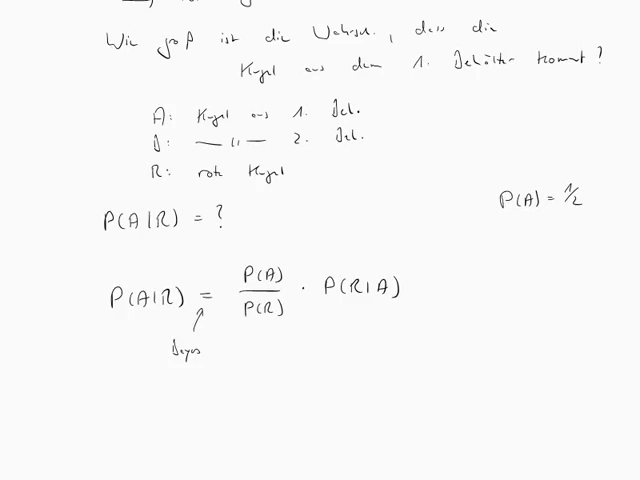 Wie groß ist die Wahrsch., dass die
Kugel aus dem 1. Behälter kommt?
A: Kugel aus 1. Beh.
B: — " — 2. Beh.
R: rote Kugel
P(A|R) = ?
P(A) = 1/2
P(A|R) = P(A)/P(R) · P(R|A)
Bayes